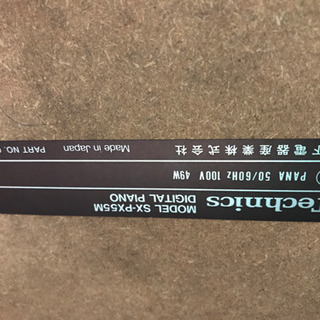 Technics
DIGITAL PIANO
MODEL SX-PX55M
PANA 50/60Hz 100V 49W
下電器産業株式会社
Made in Japan PART NO.